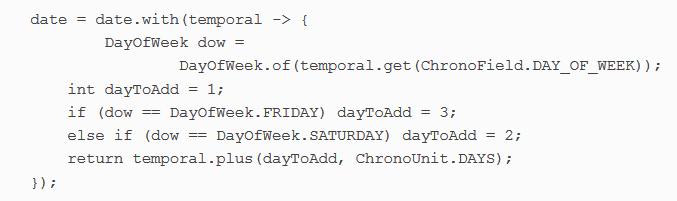 date = date.with(temporal -> {
        DayOfWeek dow =
                DayOfWeek.of(temporal.get(ChronoField.DAY_OF_WEEK));
    int dayToAdd = 1;
    if (dow == DayOfWeek.FRIDAY) dayToAdd = 3;
    else if (dow == DayOfWeek.SATURDAY) dayToAdd = 2;
    return temporal.plus(dayToAdd, ChronoUnit.DAYS);
});